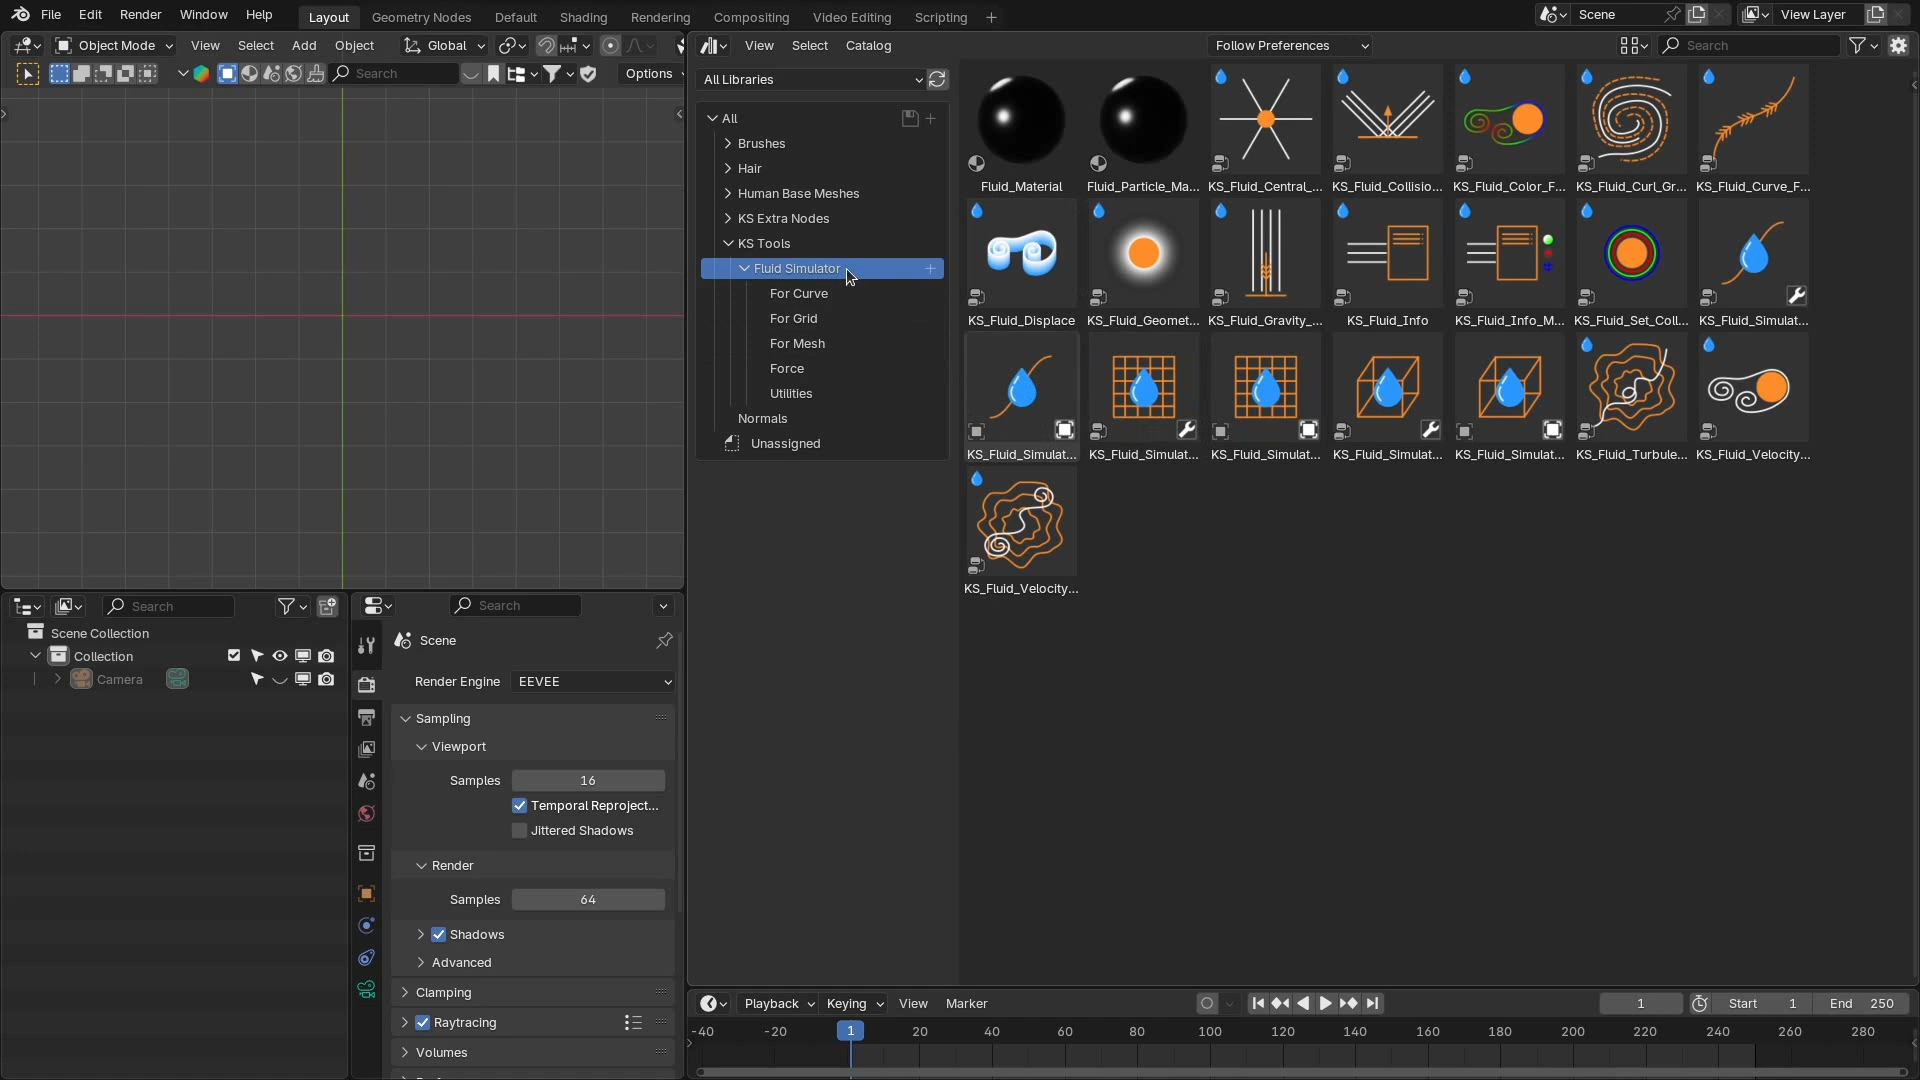 File Edit Render Window Help Layout Geometry Nodes Default Shading Rendering Compositing Video Editing Scripting + Scene View Layer
Object Mode View Select Add Object Global
Search Options
View Select Catalog Follow Preferences Search
All Libraries
All
Brushes
Hair
Human Base Meshes
KS Extra Nodes
KS Tools
Fluid Simulator
For Curve
For Grid
For Mesh
Force
Utilities
Normals
Unassigned
Fluid_Material Fluid_Particle_Ma... KS_Fluid_Central_... KS_Fluid_Collisio... KS_Fluid_Color_F... KS_Fluid_Curl_Gr... KS_Fluid_Curve_F...
KS_Fluid_Displace KS_Fluid_Geomet... KS_Fluid_Gravity_... KS_Fluid_Info KS_Fluid_Info_M... KS_Fluid_Set_Coll... KS_Fluid_Simulat...
KS_Fluid_Simulat... KS_Fluid_Simulat... KS_Fluid_Simulat... KS_Fluid_Simulat... KS_Fluid_Simulat... KS_Fluid_Turbule... KS_Fluid_Velocity...
KS_Fluid_Velocity...
Search
Scene Collection
Collection
Camera
Search
Scene
Render Engine EEVEE
Sampling
Viewport
Samples 16
Temporal Reproject...
Jittered Shadows
Render
Samples 64
Shadows
Advanced
Clamping
Raytracing
Volumes
Playback Keying View Marker 1 Start 1 End 250
-40 -20 1 20 40 60 80 100 120 140 160 180 200 220 240 260 280